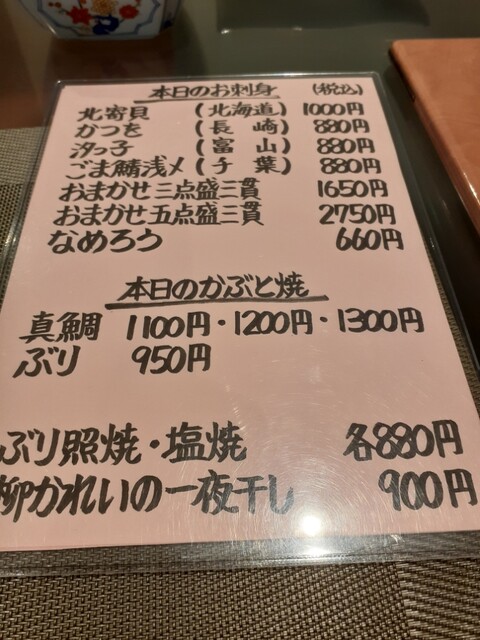 本日のお刺身 (税込)
北寄貝 (北海道) 1000円
かつを (長崎) 880円
汐っ子 (富山) 880円
ごま鯖浅〆 (千葉) 880円
おまかせ三点盛三貫 1650円
おまかせ五点盛三貫 2750円
なめろう 660円
本日のかぶと焼
真鯛 1100円・1200円・1300円
ぶり 950円
ぶり照焼・塩焼 各880円
柳かれいの一夜干し 900円